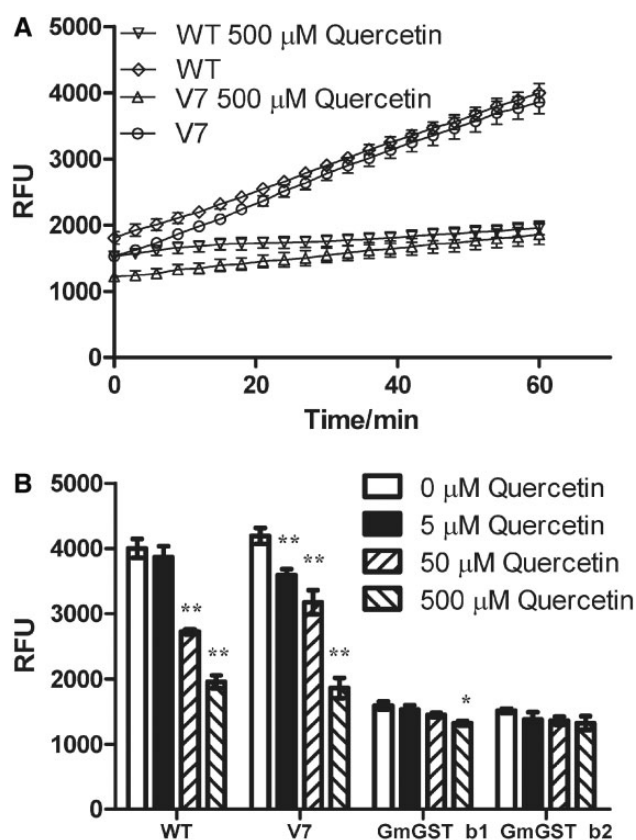 A
WT 500 μM Quercetin
WT
V7 500 μM Quercetin
V7
5000
4000
3000
2000
1000
0
RFU
0 20 40 60
Time/min
B
0 μM Quercetin
5 μM Quercetin
50 μM Quercetin
500 μM Quercetin
5000
4000
3000
2000
1000
0
RFU
** ** ** ** ** *
WT V7 GmGST b1 GmGST b2